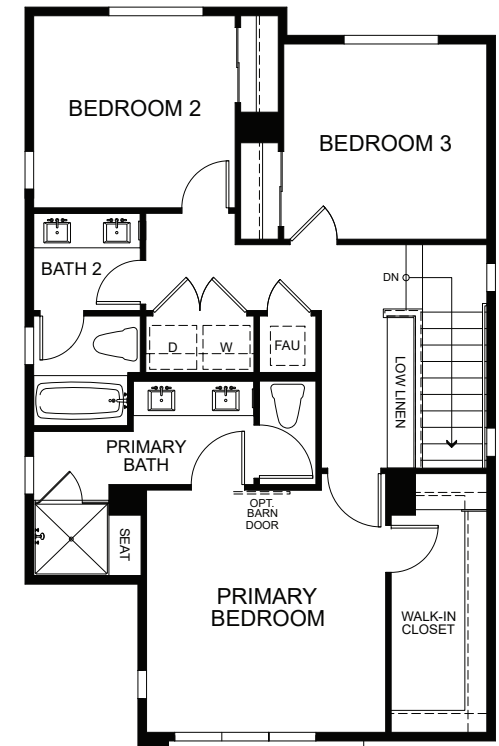 BEDROOM 2
BEDROOM 3
BATH 2
DN
D
W
FAU
LOW LINEN
PRIMARY
BATH
OPT.
BARN
DOOR
SEAT
PRIMARY
BEDROOM
WALK-IN
CLOSET